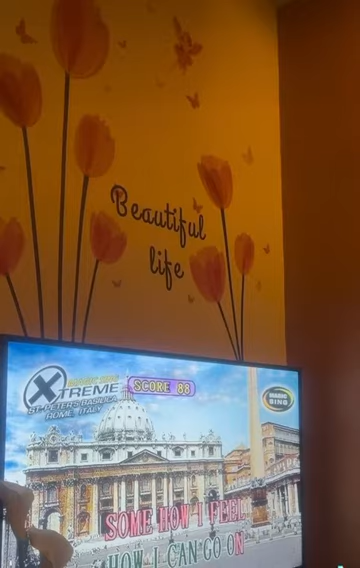 Beautiful
life
XTREME
SCORE 88
ST. PETER'S BASILICA
ROME, ITALY
MAGIC
SING
SOME HOW I FEEL
HOW I CAN GO ON